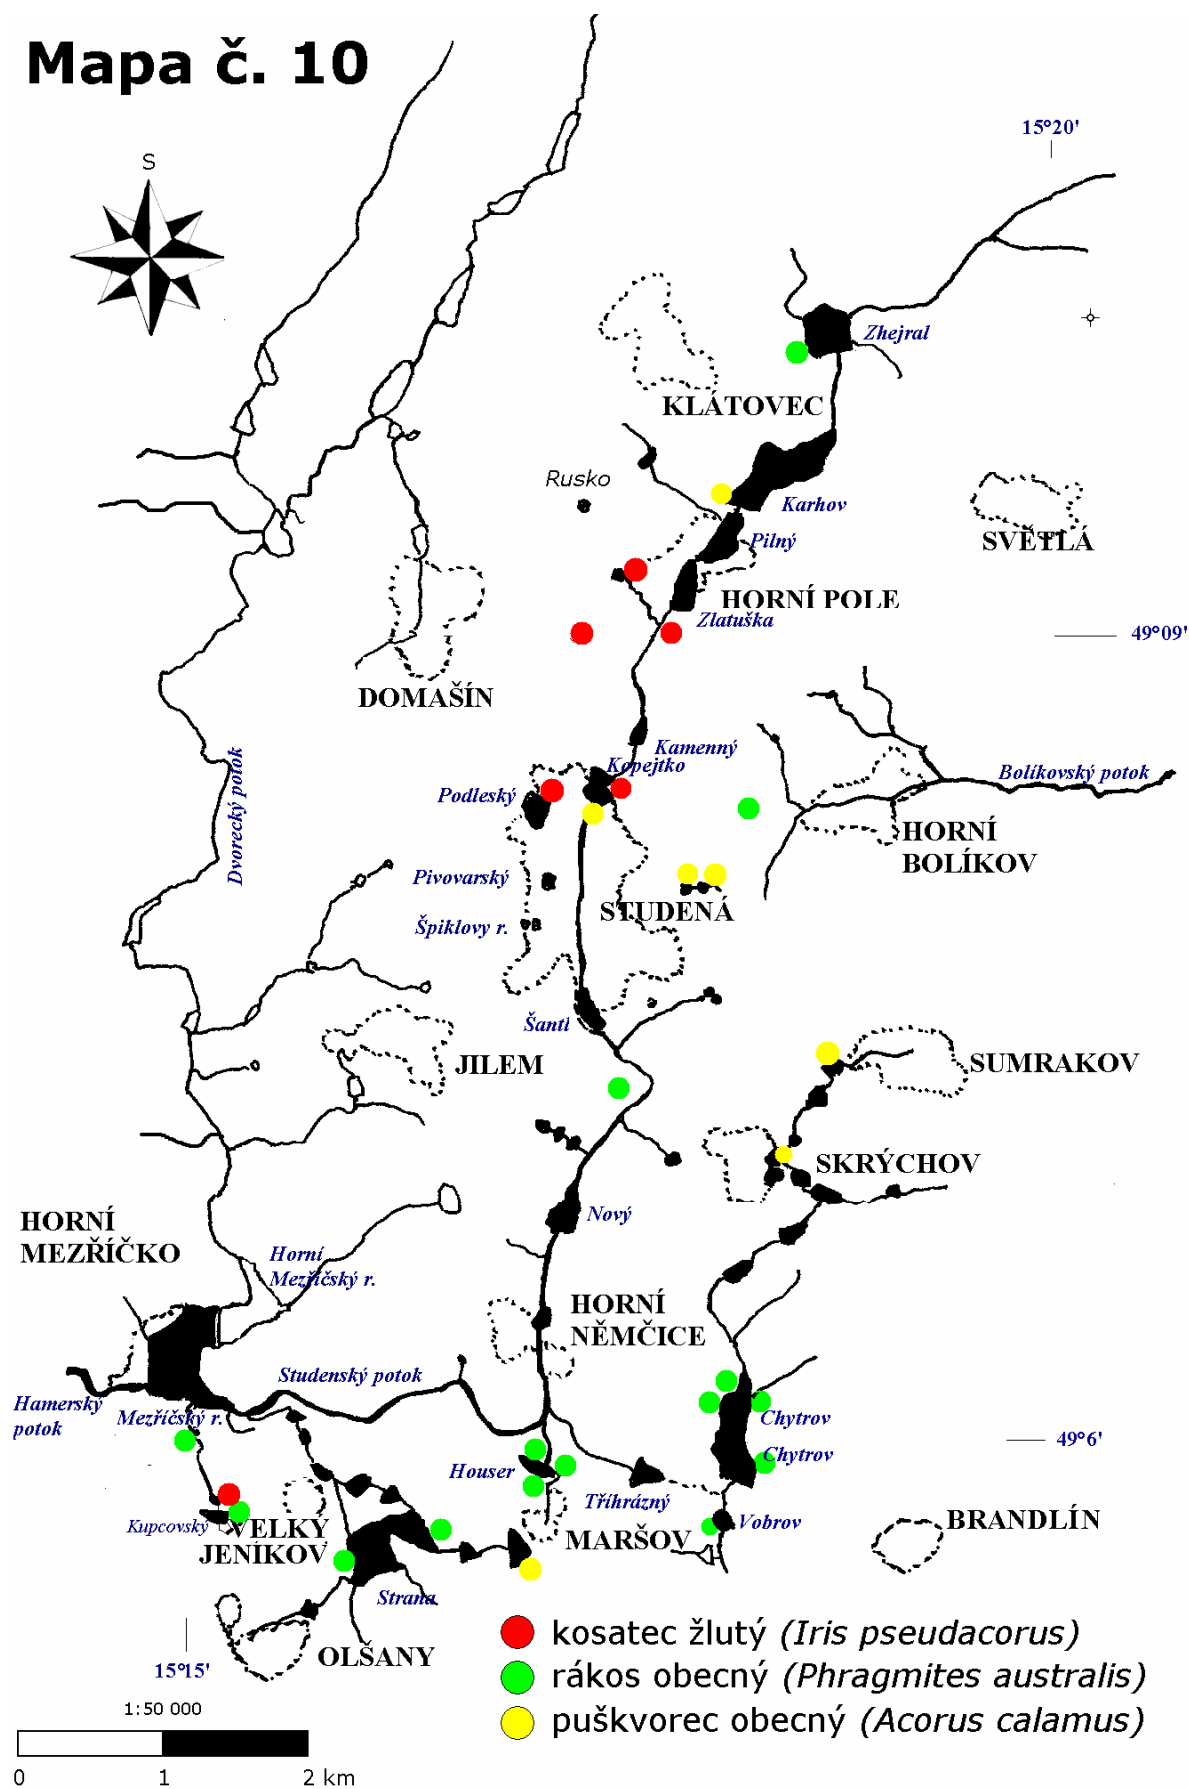 Mapa č. 10
15°20'
S
Zhejral
KLÁTOVEC
Rusko
Karhov
SVĚTLÁ
Pilný
HORNÍ POLE
Zlatuška
49°09'
DOMAŠÍN
Kamenný
Kopejtko
Bolíkovský potok
Podleský
Dvorecký potok
HORNÍ
BOLÍKOV
Pivovarský
STUDENÁ
Špiklovy r.
Šantl
JILEM
SUMRAKOV
SKRÝCHOV
Nový
HORNÍ
MEZŘÍČKO
Horní
Mezříčský r.
HORNÍ
NĚMČICE
Studenský potok
Hamerský
potok
Mezříčský r.
Chytrov
Chytrov
49°6'
Houser
Tříhrázný
Kupcovský
VELKÝ
JENÍKOV
MARŠOV
Vobrov
BRANDLÍN
Strana
OLŠANY
15°15'
kosatec žlutý (Iris pseudacorus)
rákos obecný (Phragmites australis)
puškvorec obecný (Acorus calamus)
1:50 000
0 1 2 km